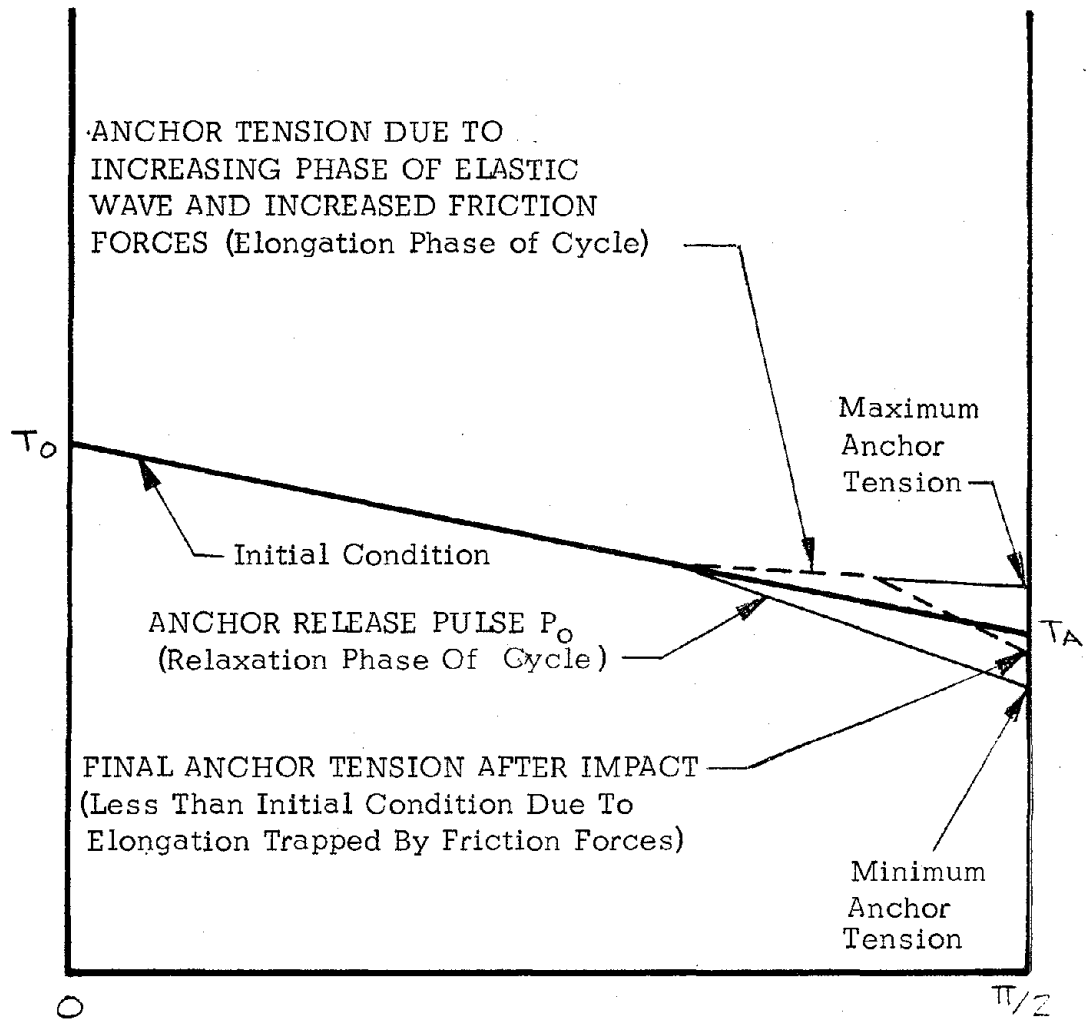 ANCHOR TENSION DUE TO
INCREASING PHASE OF ELASTIC
WAVE AND INCREASED FRICTION
FORCES (Elongation Phase of Cycle)
Maximum
Anchor
Tension
TO
Initial Condition
ANCHOR RELEASE PULSE Po
(Relaxation Phase Of Cycle)
TA
FINAL ANCHOR TENSION AFTER IMPACT
(Less Than Initial Condition Due To
Elongation Trapped By Friction Forces)
Minimum
Anchor
Tension
O
π/2